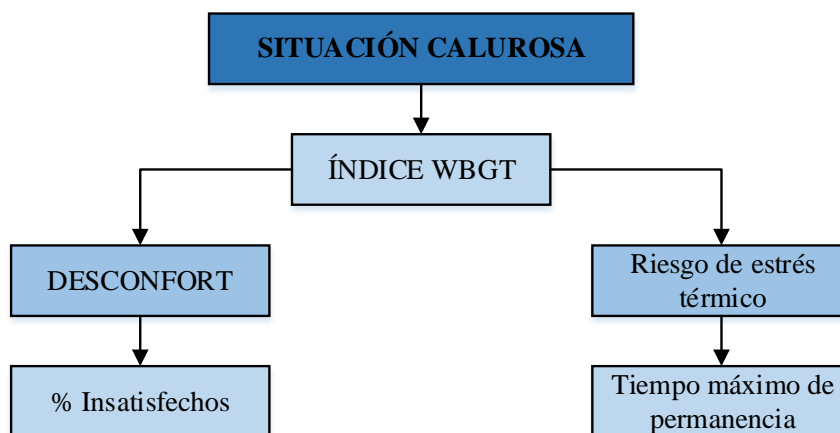 SITUACIÓN CALUROSA
ÍNDICE WBGT
DESCONFORT
Riesgo de estrés
térmico
% Insatisfechos
Tiempo máximo de
permanencia